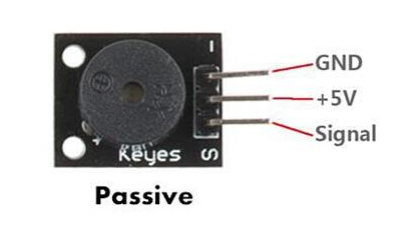 GND
+5V
Signal
Keyes
S
Passive